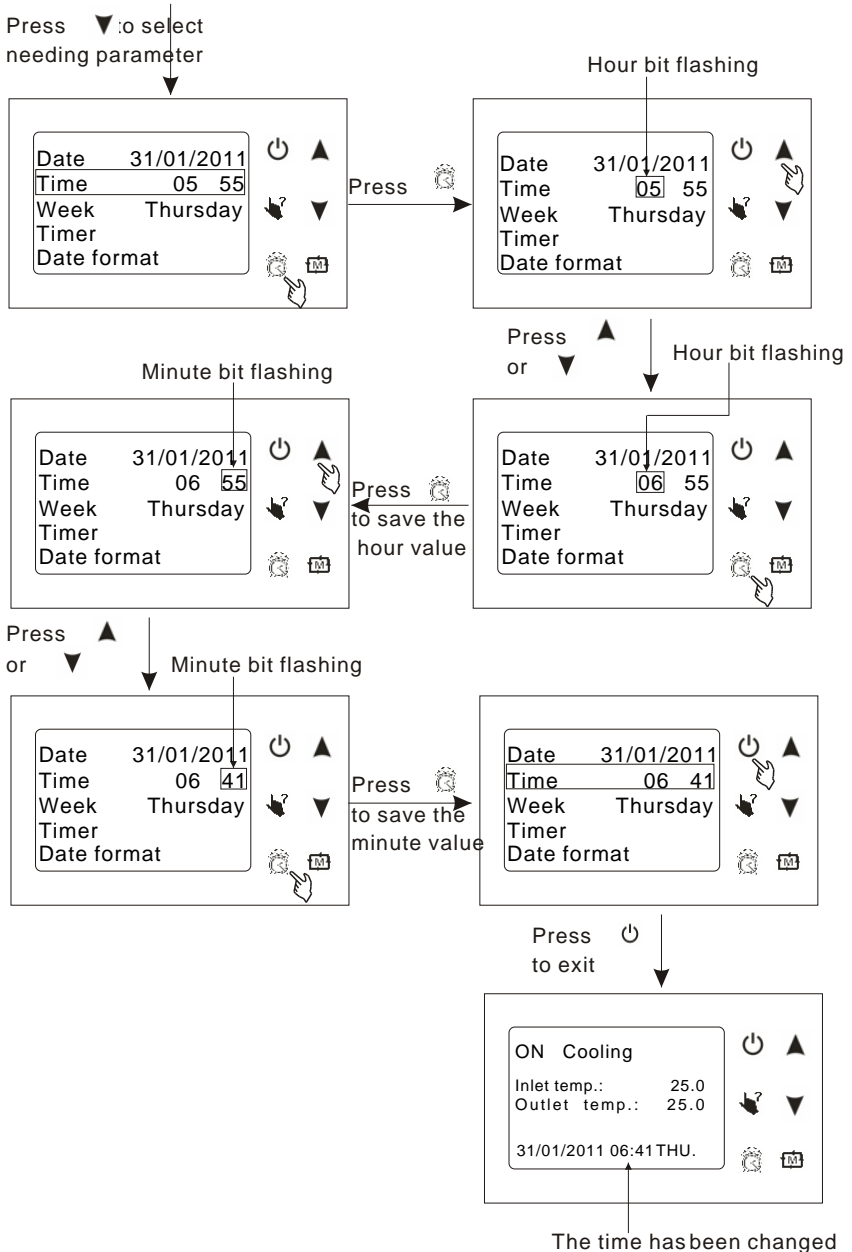 Press ▼ to select
needing parameter
Date 31/01/2011
Time 05 55
Week Thursday
Timer
Date format
Press
Hour bit flashing
Date 31/01/2011
Time 05 55
Week Thursday
Timer
Date format
M
?
M
?
Press ▲
or ▼
Hour bit flashing
Date 31/01/2011
Time 06 55
Week Thursday
Timer
Date format
?
M
Press
to save the
hour value
Minute bit flashing
Date 31/01/2011
Time 06 55
Week Thursday
Timer
Date format
?
M
Press ▲
or ▼
Minute bit flashing
Date 31/01/2011
Time 06 41
Week Thursday
Timer
Date format
?
M
Press
to save the
minute value
Date 31/01/2011
Time 06 41
Week Thursday
Timer
Date format
?
M
Press
to exit
ON Cooling
Inlet temp.: 25.0
Outlet temp.: 25.0
31/01/2011 06:41 THU.
?
M
The time has been changed